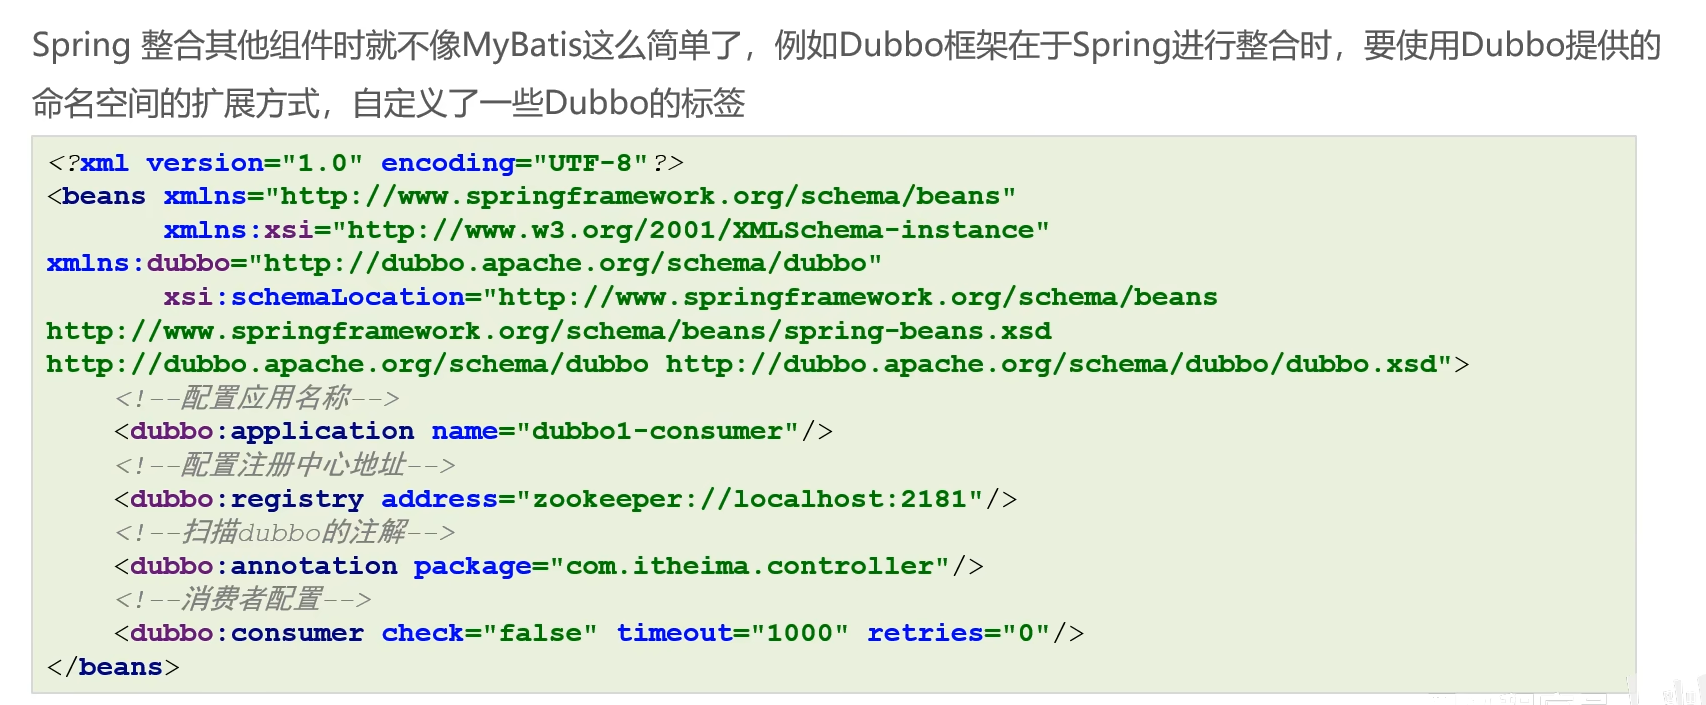 Spring 整合其他组件时就不像MyBatis这么简单了，例如Dubbo框架在于Spring进行整合时，要使用Dubbo提供的
命名空间的扩展方式，自定义了一些Dubbo的标签
<?xml version="1.0" encoding="UTF-8"?>
<beans xmlns="http://www.springframework.org/schema/beans"
xmlns:xsi="http://www.w3.org/2001/XMLSchema-instance"
xmlns:dubbo="http://dubbo.apache.org/schema/dubbo"
xsi:schemaLocation="http://www.springframework.org/schema/beans
http://www.springframework.org/schema/beans/spring-beans.xsd
http://dubbo.apache.org/schema/dubbo http://dubbo.apache.org/schema/dubbo/dubbo.xsd">
<!--配置应用名称-->
<dubbo:application name="dubbo1-consumer"/>
<!--配置注册中心地址-->
<dubbo:registry address="zookeeper://localhost:2181"/>
<!--扫描dubbo的注解-->
<dubbo:annotation package="com.itheima.controller"/>
<!--消费者配置-->
<dubbo:consumer check="false" timeout="1000" retries="0"/>
</beans>